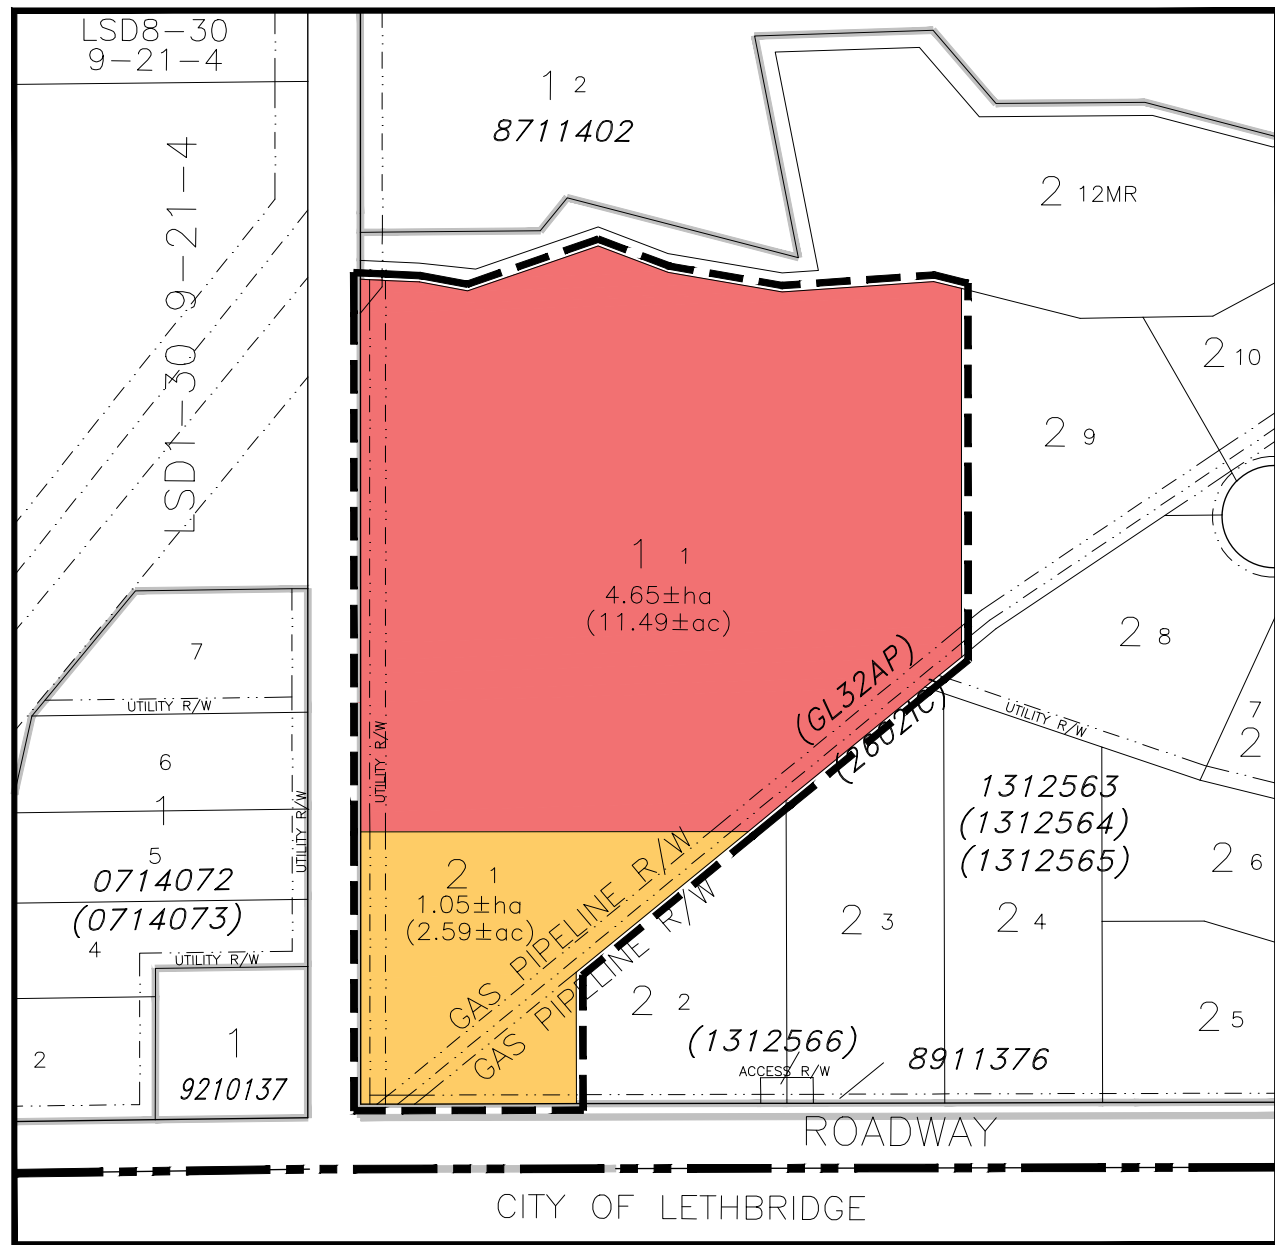 LSD8-30
9-21-4
LSD1-30 9-21-4
1 2
8711402
2 12MR
2 10
2 9
2 8
7
2
1 1
4.65±ha
(11.49±ac)
(GL32AP)
(2602IC)
UTILITY R/W
7
UTILITY R/W
6
1
5
0714072
(0714073)
4
UTILITY R/W
UTILITY R/W
2
1
9210137
2 1
1.05±ha
(2.59±ac)
GAS PIPELINE R/W
GAS PIPELINE R/W
UTILITY R/W
1312563
(1312564)
(1312565)
2 6
2 3
2 4
2 5
2 2
(1312566)
ACCESS R/W
8911376
ROADWAY
CITY OF LETHBRIDGE